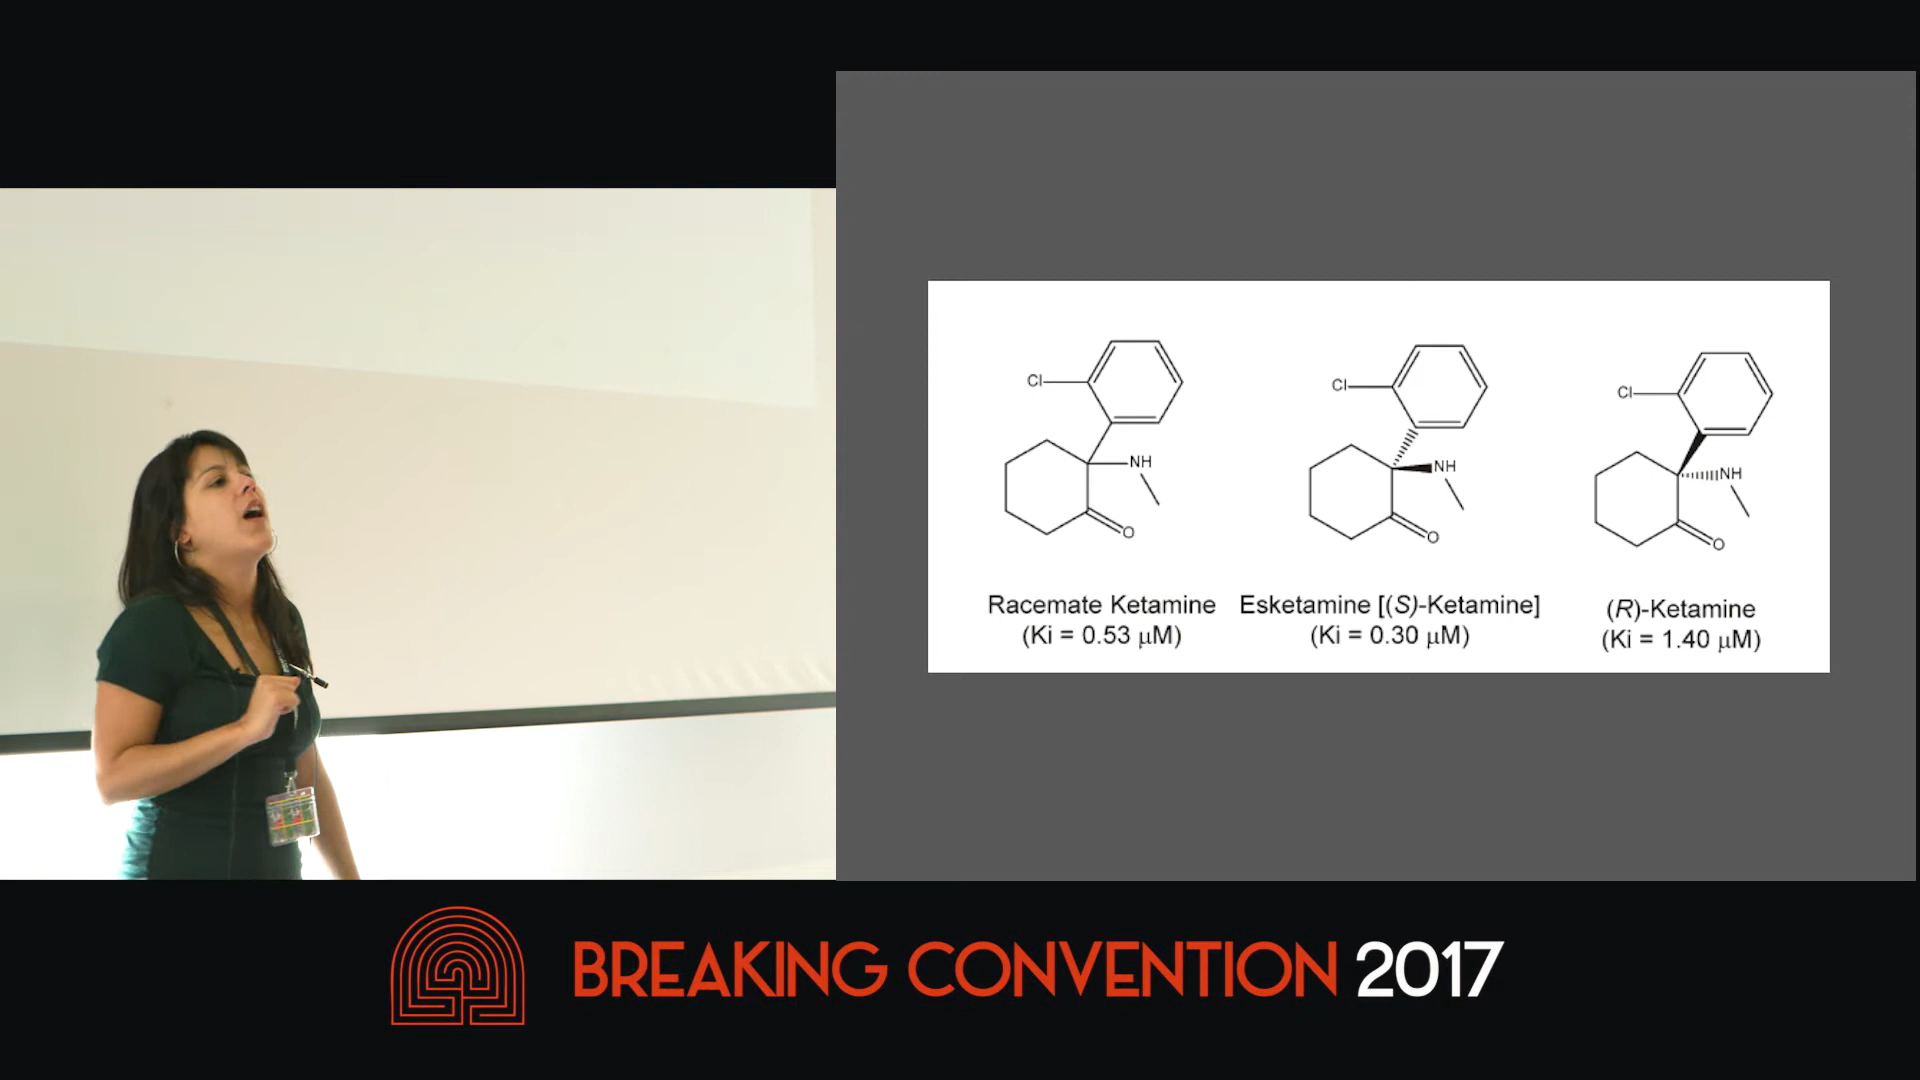 Cl
NH
O
Cl
NH
O
Cl
NH
O
Racemate Ketamine
(Ki = 0.53 μM)
Esketamine [(S)-Ketamine]
(Ki = 0.30 μM)
(R)-Ketamine
(Ki = 1.40 μM)
BREAKING CONVENTION 2017